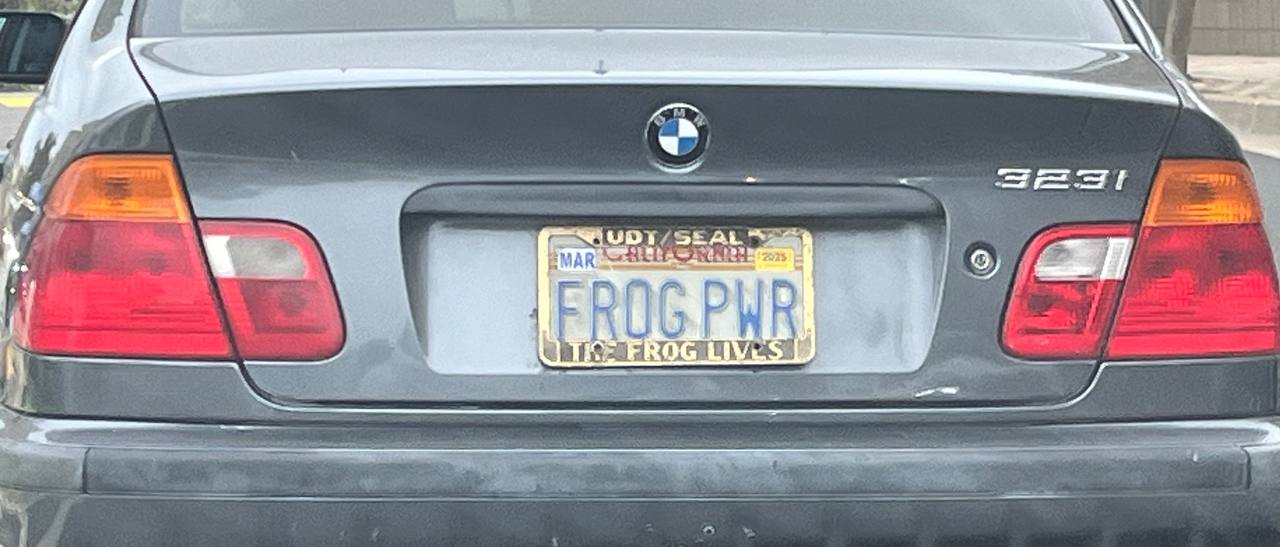 BMW
323i
UDT/SEAL
CALIFORNIA
MAR 2025
FROG PWR
THE FROG LIVES